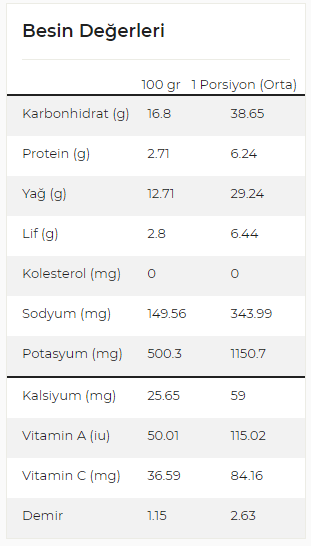 Besin Değerleri
100 gr 1 Porsiyon (Orta)
Karbonhidrat (g) 16.8 38.65
Protein (g) 2.71 6.24
Yağ (g) 12.71 29.24
Lif (g) 2.8 6.44
Kolesterol (mg) 0 0
Sodyum (mg) 149.56 343.99
Potasyum (mg) 500.3 1150.7
Kalsiyum (mg) 25.65 59
Vitamin A (iu) 50.01 115.02
Vitamin C (mg) 36.59 84.16
Demir 1.15 2.63